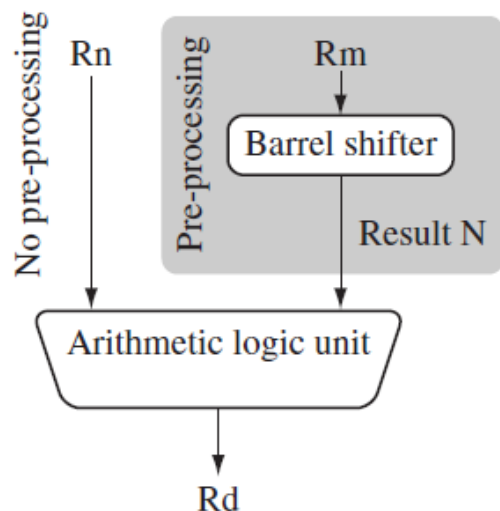 No pre-processing
Rn
Pre-processing
Rm
Barrel shifter
Result N
Arithmetic logic unit
Rd